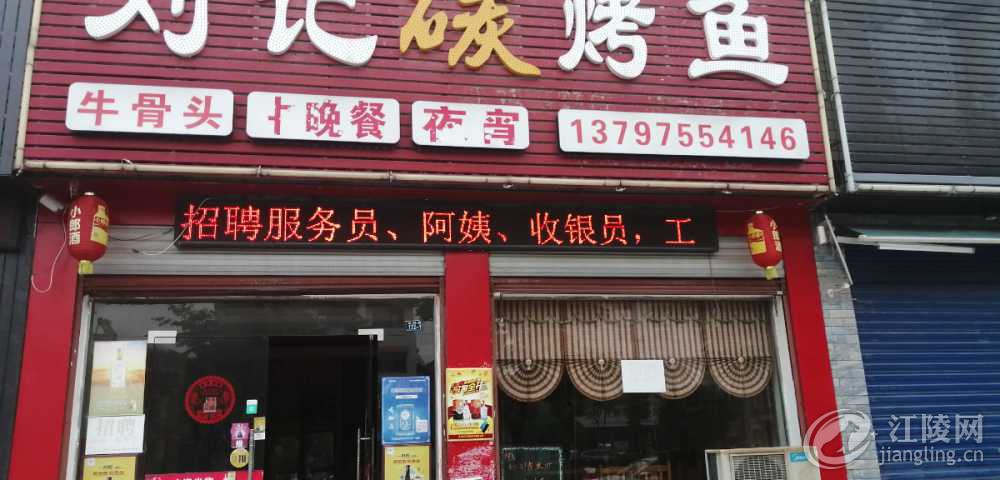 刘记碳烤鱼
牛骨头
晚餐
夜宵
13797554146
招聘服务员、阿姨、收银员，工
小郎酒
招聘
江陵网
jiangling.cn